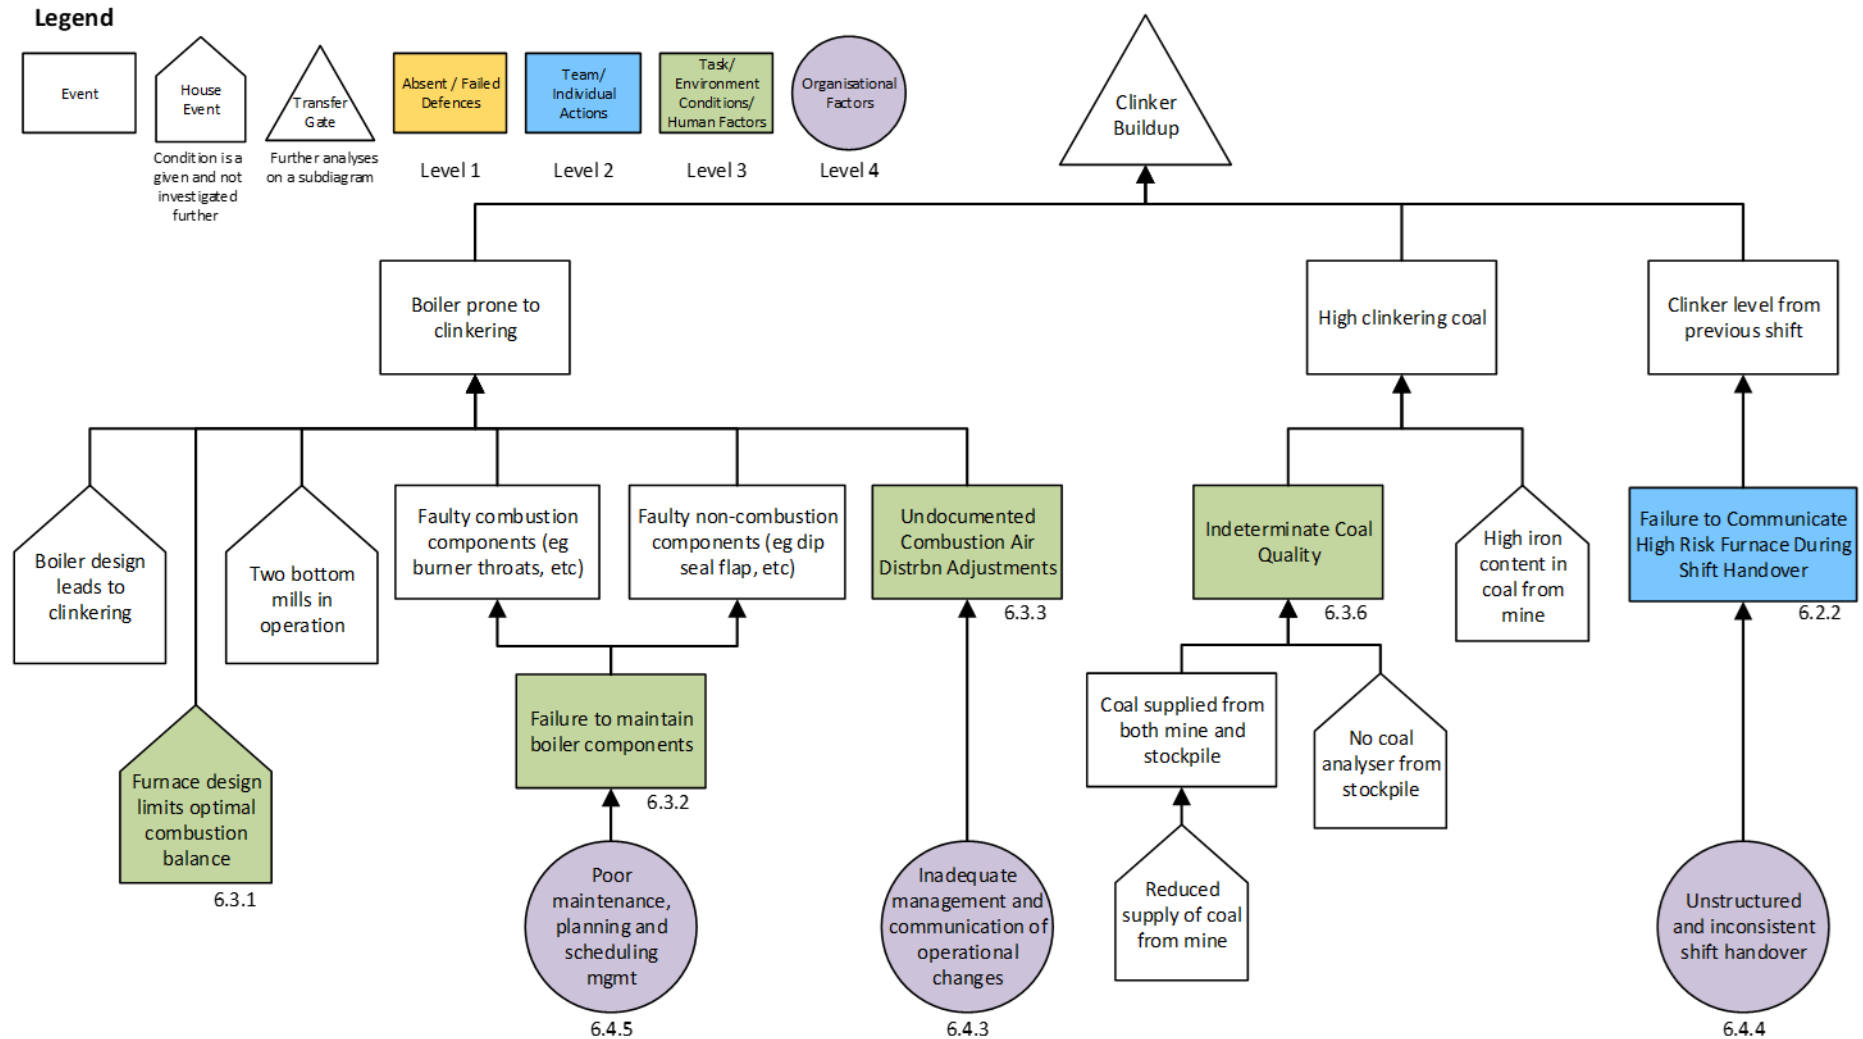 Legend
Event
House
Event
Transfer
Gate
Absent / Failed
Defences
Team/
Individual
Actions
Task/
Environment
Conditions/
Human Factors
Organisational
Factors
Condition is a
given and not
investigated
further
Further analyses
on a subdiagram
Level 1
Level 2
Level 3
Level 4
Clinker
Buildup
Boiler prone to
clinkering
High clinkering coal
Clinker level from
previous shift
Boiler design
leads to
clinkering
Two bottom
mills in
operation
Faulty combustion
components (eg
burner throats, etc)
Faulty non-combustion
components (eg dip
seal flap, etc)
Undocumented
Combustion Air
Distrbn Adjustments
6.3.3
Indeterminate Coal
Quality
6.3.6
High iron
content in
coal from
mine
Failure to Communicate
High Risk Furnace During
Shift Handover
6.2.2
Furnace design
limits optimal
combustion
balance
6.3.1
Failure to maintain
boiler components
6.3.2
Coal supplied from
both mine and
stockpile
No coal
analyser from
stockpile
Poor
maintenance,
planning and
scheduling
mgmt
6.4.5
Inadequate
management and
communication of
operational
changes
6.4.3
Reduced
supply of coal
from mine
Unstructured
and inconsistent
shift handover
6.4.4